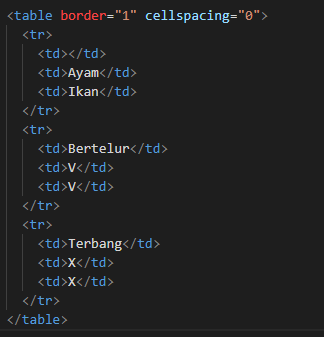 <table border="1" cellspacing="0">
<tr>
<td></td>
<td>Ayam</td>
<td>Ikan</td>
</tr>
<tr>
<td>Bertelur</td>
<td>V</td>
<td>V</td>
</tr>
<tr>
<td>Terbang</td>
<td>X</td>
<td>X</td>
</tr>
</table>